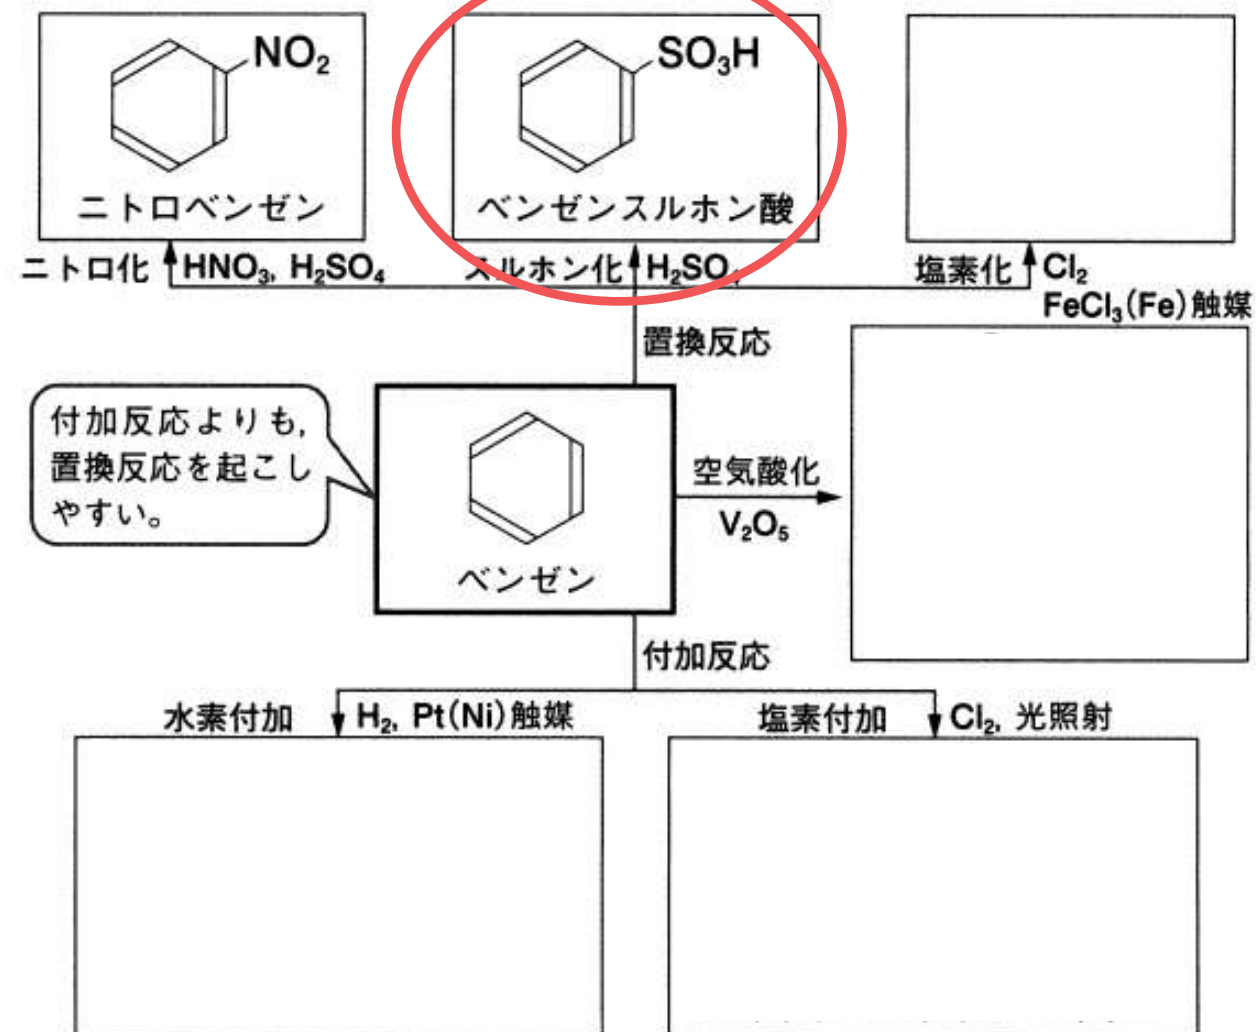 NO₂
SO₃H
ニトロベンゼン
ベンゼンスルホン酸
ニトロ化 HNO₃, H₂SO₄
スルホン化 H₂SO₄
塩素化 Cl₂
FeCl₃(Fe)触媒
置換反応
付加反応よりも,
置換反応を起こし
やすい。
ベンゼン
空気酸化
V₂O₅
付加反応
水素付加 H₂, Pt(Ni)触媒
塩素付加 Cl₂, 光照射